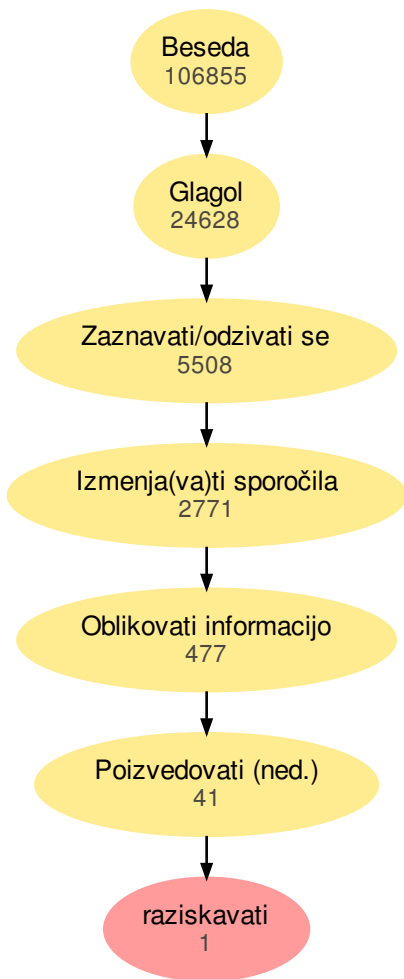 Beseda
106855
Glagol
24628
Zaznavati/odzivati se
5508
Izmenja(va)ti sporočila
2771
Oblikovati informacijo
477
Poizvedovati (ned.)
41
raziskavati
1